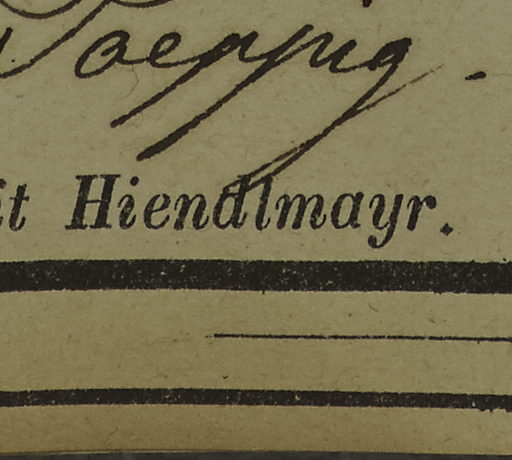 Poeppig.
it Hiendlmayr.